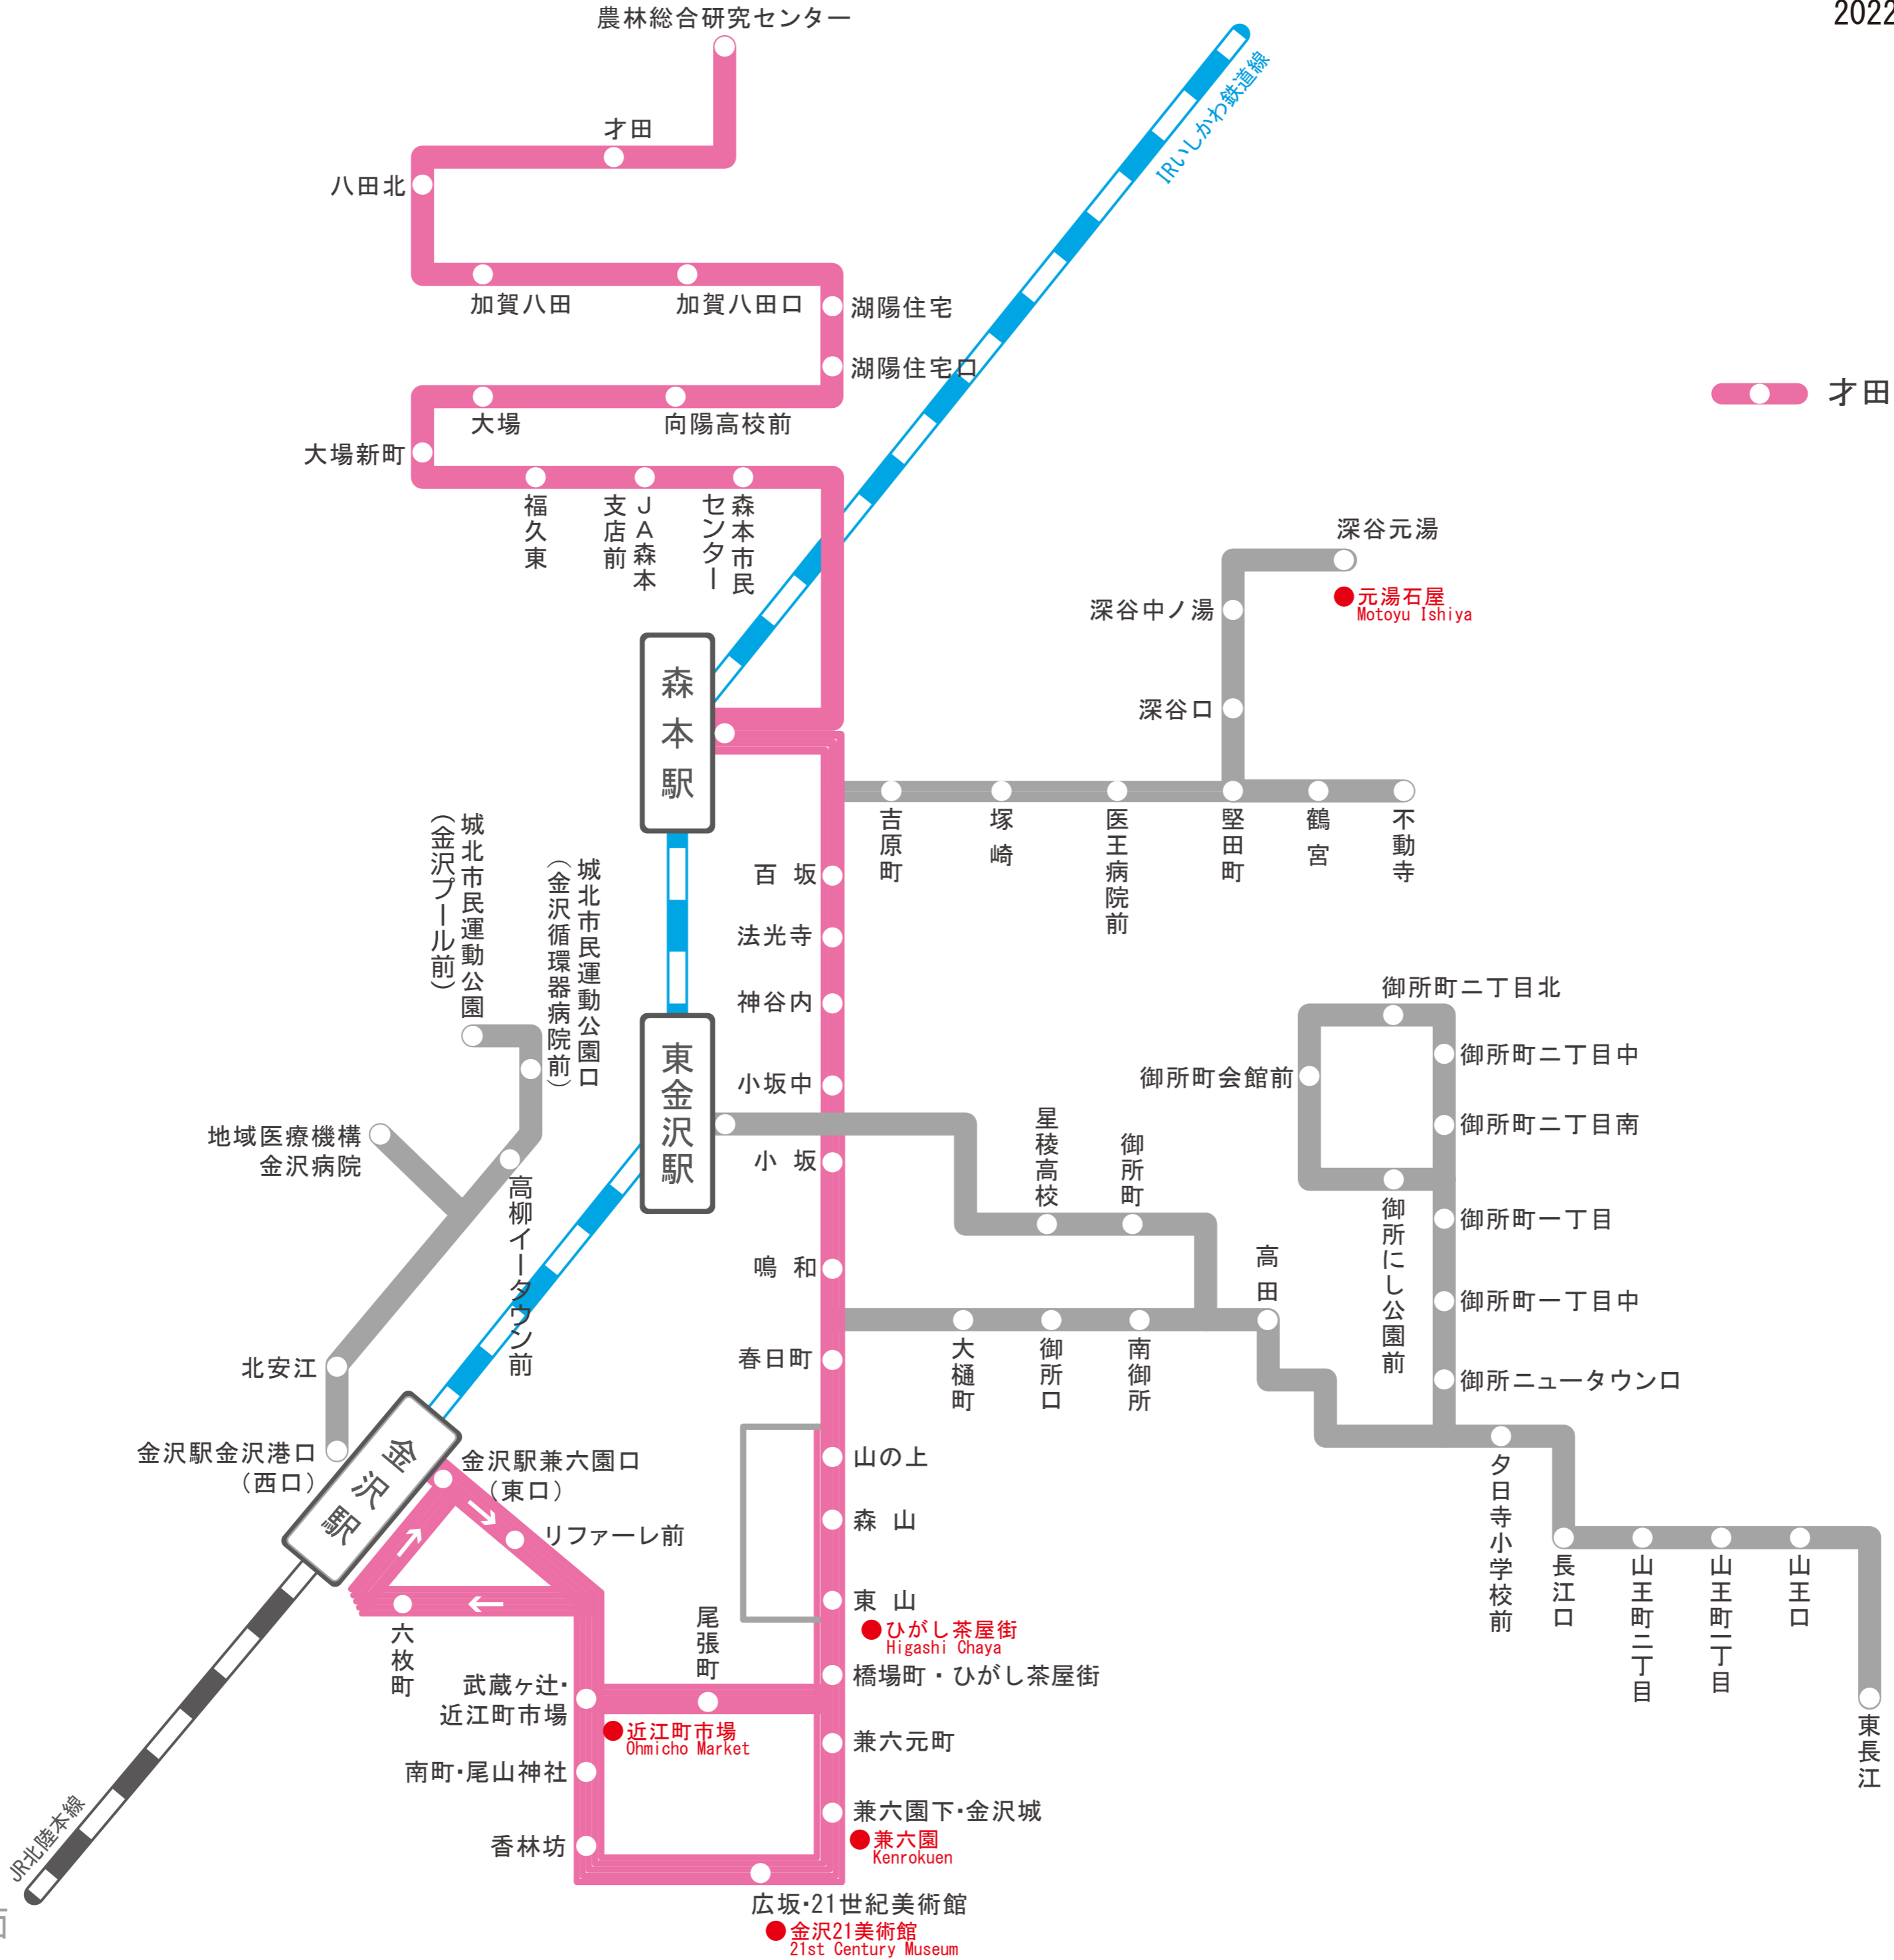 2022
農林総合研究センター
IRいしかわ鉄道線
才田
八田北
加賀八田
加賀八田口
湖陽住宅
湖陽住宅口
才田
大場
向陽高校前
大場新町
福久東
JA森本
支店前
森本市民
センター
深谷元湯
元湯石屋
Motoyu Ishiya
深谷中ノ湯
深谷口
森本駅
吉原町
塚崎
医王病院前
堅田町
鶴宮
不動寺
城北市民運動公園
(金沢プール前)
城北市民運動公園口
(金沢循環器病院前)
百坂
法光寺
神谷内
小坂中
小坂
鳴和
春日町
東金沢駅
御所町二丁目北
御所町二丁目中
御所町会館前
御所町二丁目南
御所にし公園前
御所町一丁目
御所町一丁目中
御所ニュータウン口
星稜高校
御所町
高田
地域医療機構
金沢病院
高柳イータウン前
北安江
大樋町
御所口
南御所
金沢駅金沢港口
(西口)
金沢駅
金沢駅兼六園口
(東口)
リファーレ前
山の上
森山
東山
ひがし茶屋街
Higashi Chaya
橋場町・ひがし茶屋街
夕日寺小学校前
長江口
山王町二丁目
山王町一丁目
山王口
東長江
六枚町
尾張町
武蔵ヶ辻・
近江町市場
近江町市場
Ohmicho Market
兼六元町
南町・尾山神社
兼六園下・金沢城
兼六園
Kenrokuen
香林坊
JR北陸本線
広坂・21世紀美術館
金沢21美術館
21st Century Museum